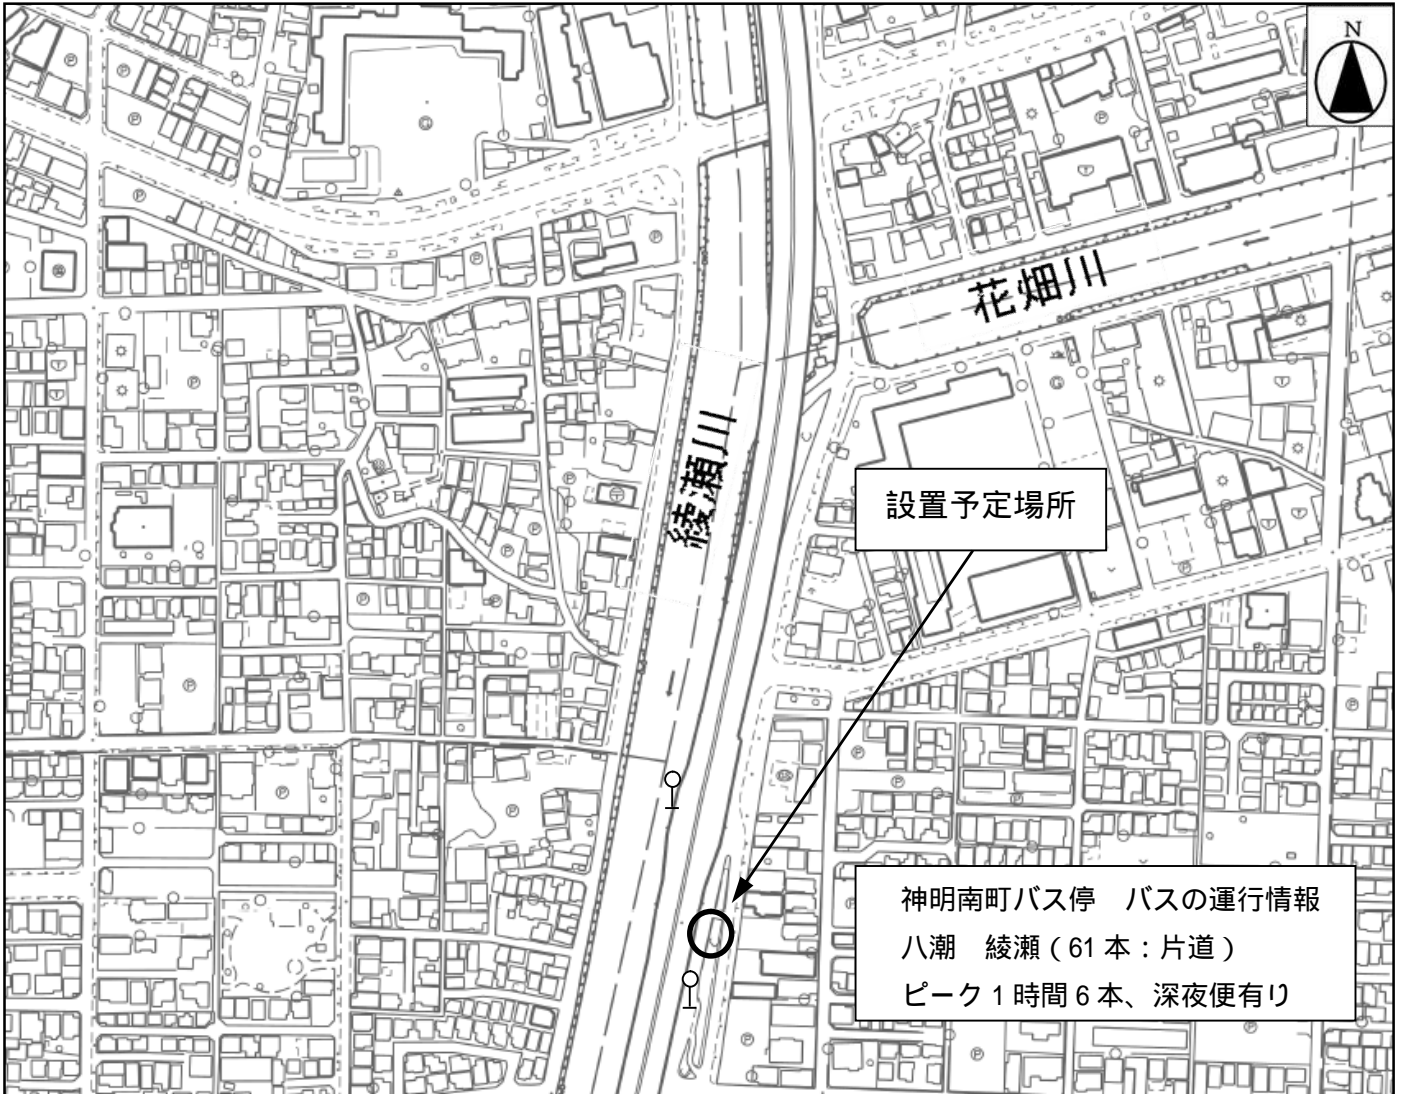 N
花畑川
綾瀬川
設置予定場所
神明南町バス停　バスの運行情報
八潮　綾瀬（61本：片道）
ピーク1時間6本、深夜便有り